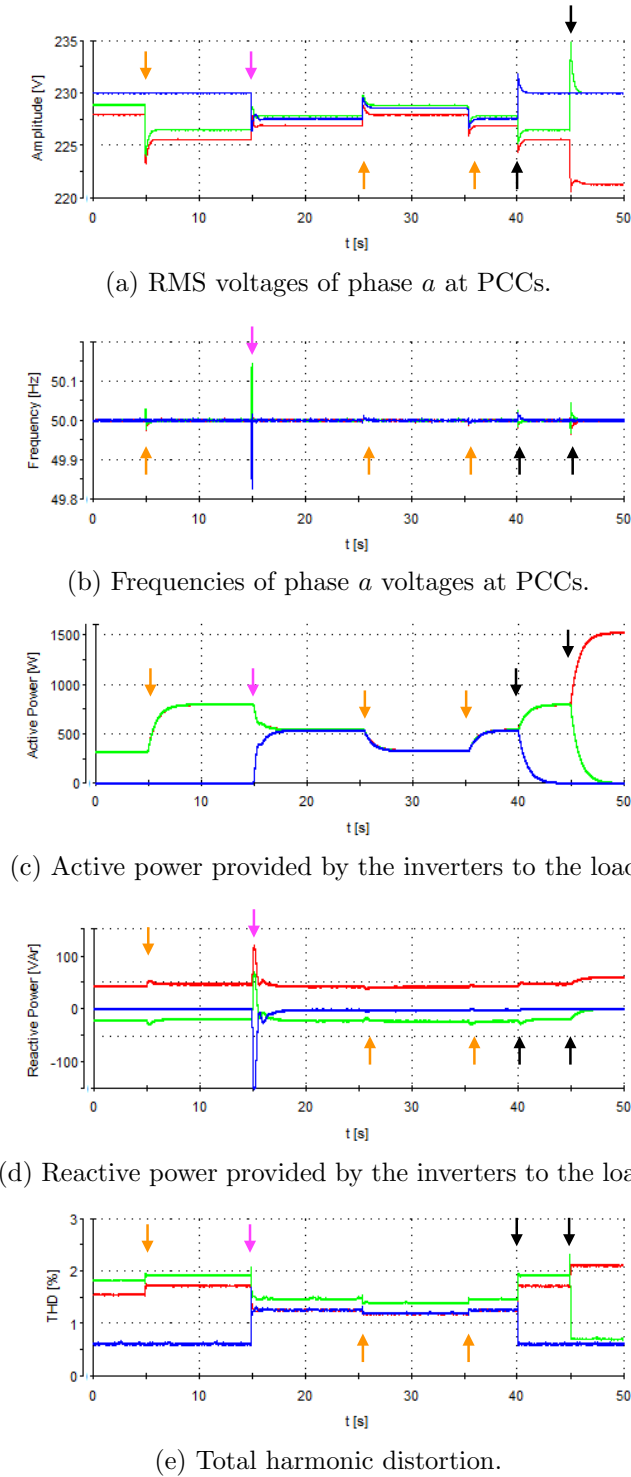 Amplitude [V]
235
230
225
220
0 10 20 30 40 50
t [s]
(a) RMS voltages of phase a at PCCs.
Frequency [Hz]
50.1
50.0
49.9
49.8
0 10 20 30 40 50
t [s]
(b) Frequencies of phase a voltages at PCCs.
Active Power [W]
1500
1000
500
0
0 10 20 30 40 50
t [s]
(c) Active power provided by the inverters to the load
Reactive Power [VAr]
100
0
-100
0 10 20 30 40 50
t [s]
(d) Reactive power provided by the inverters to the loa
THD [%]
3
2
1
0
0 10 20 30 40 50
t [s]
(e) Total harmonic distortion.